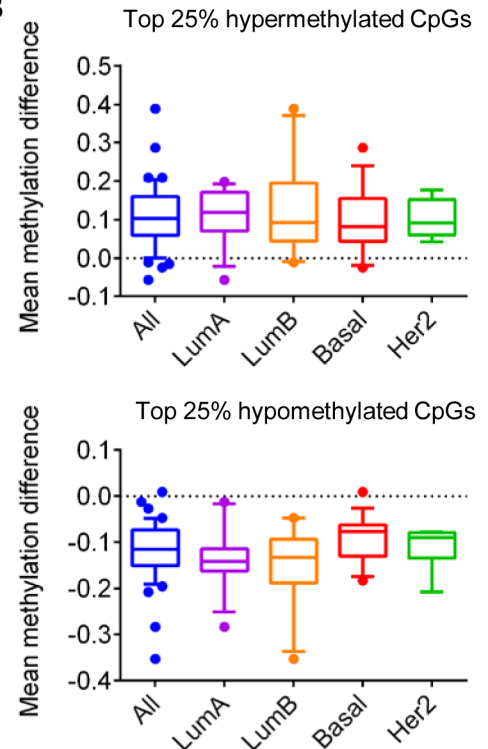 Top 25% hypermethylated CpGs
Mean methylation difference
0.5
0.4
0.3
0.2
0.1
0.0
-0.1
All
LumA
LumB
Basal
Her2
Top 25% hypomethylated CpGs
Mean methylation difference
0.1
0.0
-0.1
-0.2
-0.3
-0.4
All
LumA
LumB
Basal
Her2